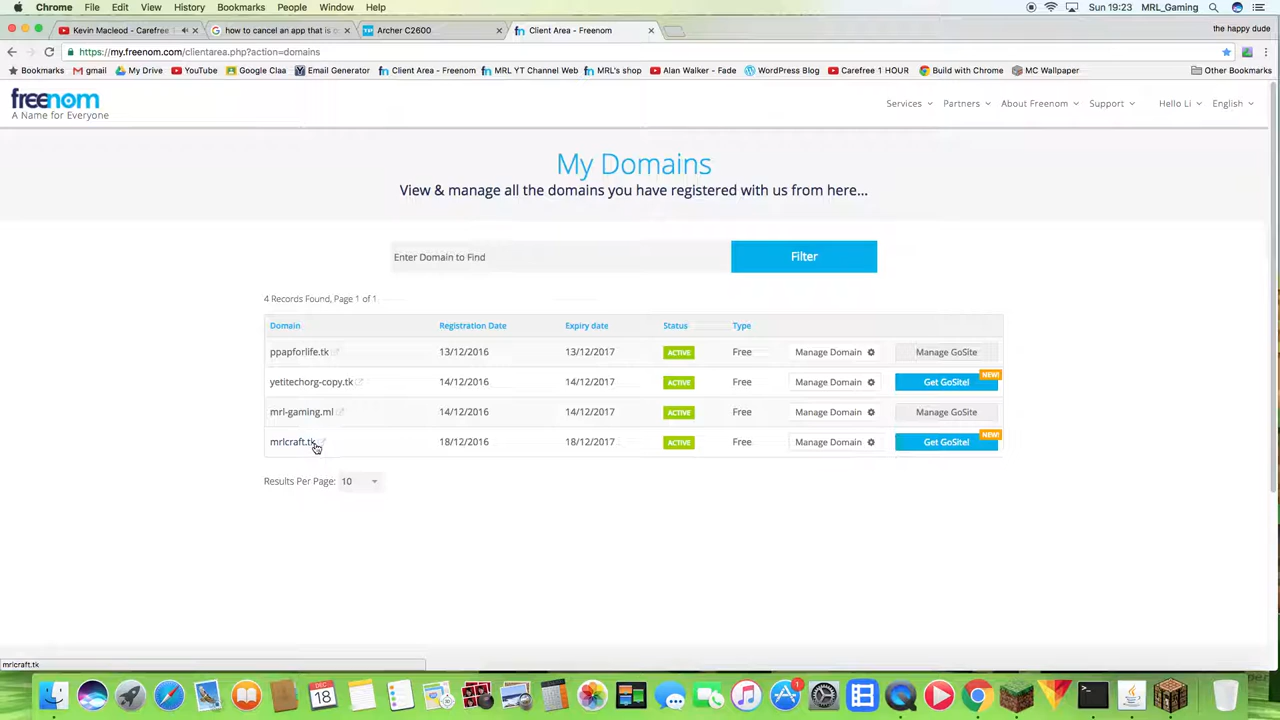 Chrome File Edit View History Bookmarks People Window Help Sun 19:23 MRL_Gaming
Kevin Macleod - Carefree 1 how to cancel an app that is o Archer C2600 Client Area - Freenom the happy dude
https://my.freenom.com/clientarea.php?action=domains
Bookmarks gmail My Drive YouTube Google Claa Email Generator Client Area - Freenom MRL YT Channel Web MRL's shop Alan Walker - Fade WordPress Blog Carefree 1 HOUR Build with Chrome MC Wallpaper Other Bookmarks
freenom
A Name for Everyone
Services Partners About Freenom Support Hello Li English
My Domains
View & manage all the domains you have registered with us from here...
Enter Domain to Find Filter
4 Records Found, Page 1 of 1
Domain Registration Date Expiry date Status Type
ppapforlife.tk 13/12/2016 13/12/2017 ACTIVE Free Manage Domain Manage GoSite
NEW!
yetitechorg-copy.tk 14/12/2016 14/12/2017 ACTIVE Free Manage Domain Get GoSite!
mrl-gaming.ml 14/12/2016 14/12/2017 ACTIVE Free Manage Domain Manage GoSite
NEW!
mrlcraft.tk 18/12/2016 18/12/2017 ACTIVE Free Manage Domain Get GoSite!
Results Per Page: 10
mrlcraft.tk
DEC
18
1